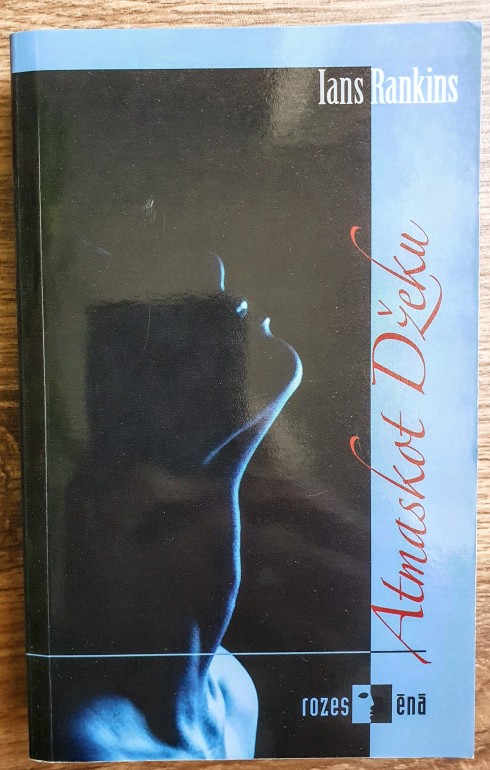 Ians Rankins
Atmaskot Džeku
rozes ēnā